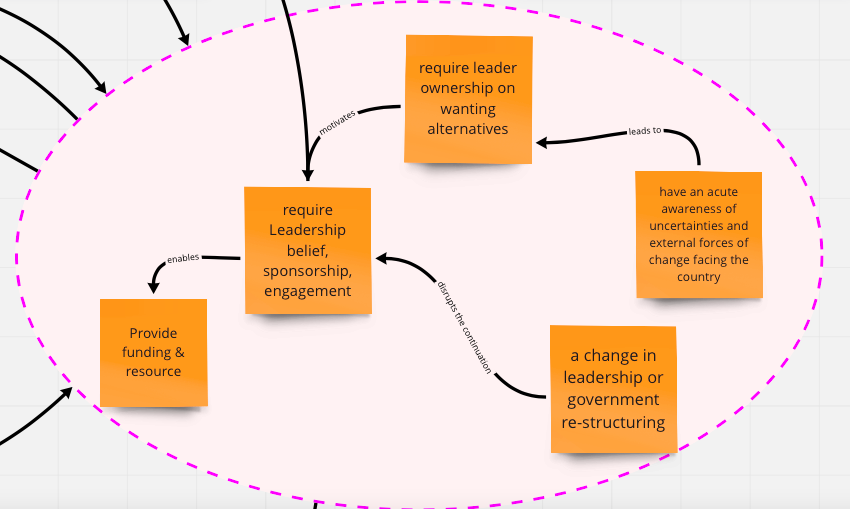 require leader
ownership on
wanting
alternatives
motivates
leads to
have an acute
awareness of
uncertainties and
external forces of
change facing the
country
require
Leadership
belief,
sponsorship,
engagement
enables
disrupts the continuation
Provide
funding &
resource
a change in
leadership or
government
re-structuring